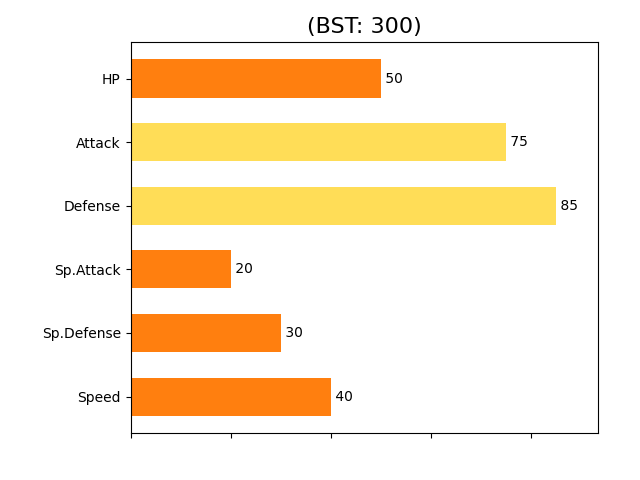 (BST: 300)
HP 50
Attack 75
Defense 85
Sp.Attack 20
Sp.Defense 30
Speed 40